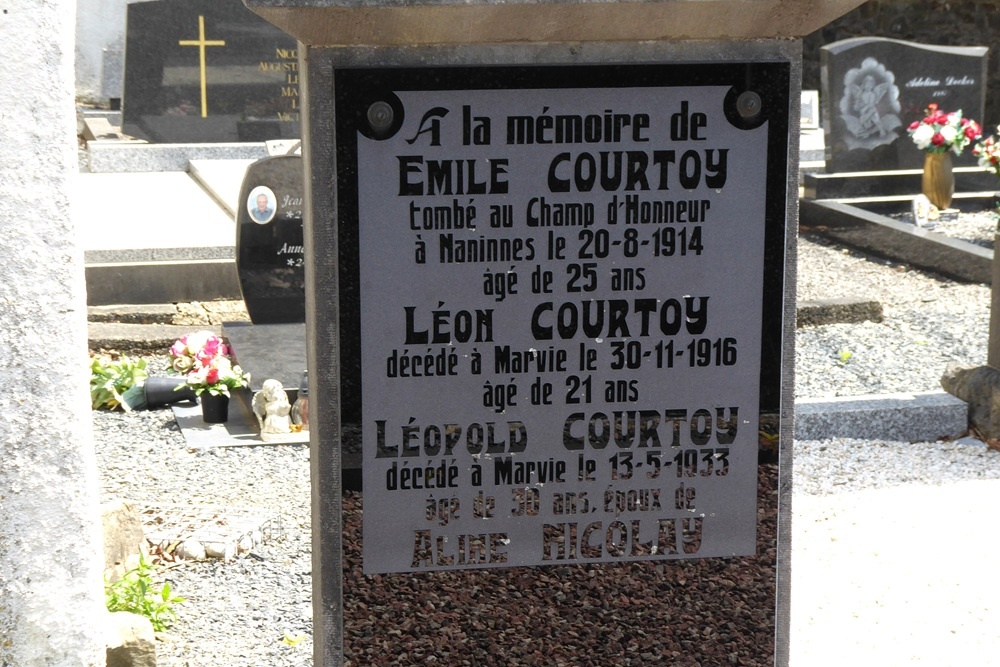 A la mémoire de
EMILE COURTOY
tombé au Champ d'Honneur
à Naninnes le 20-8-1914
âgé de 25 ans
LÉON COURTOY
décédé à Marvie le 30-11-1916
âgé de 21 ans
LÉOPOLD COURTOY
décédé à Marvie le 13-5-1933
âgé de 30 ans, époux de
ALINE NICOLAY
Adeline Docker